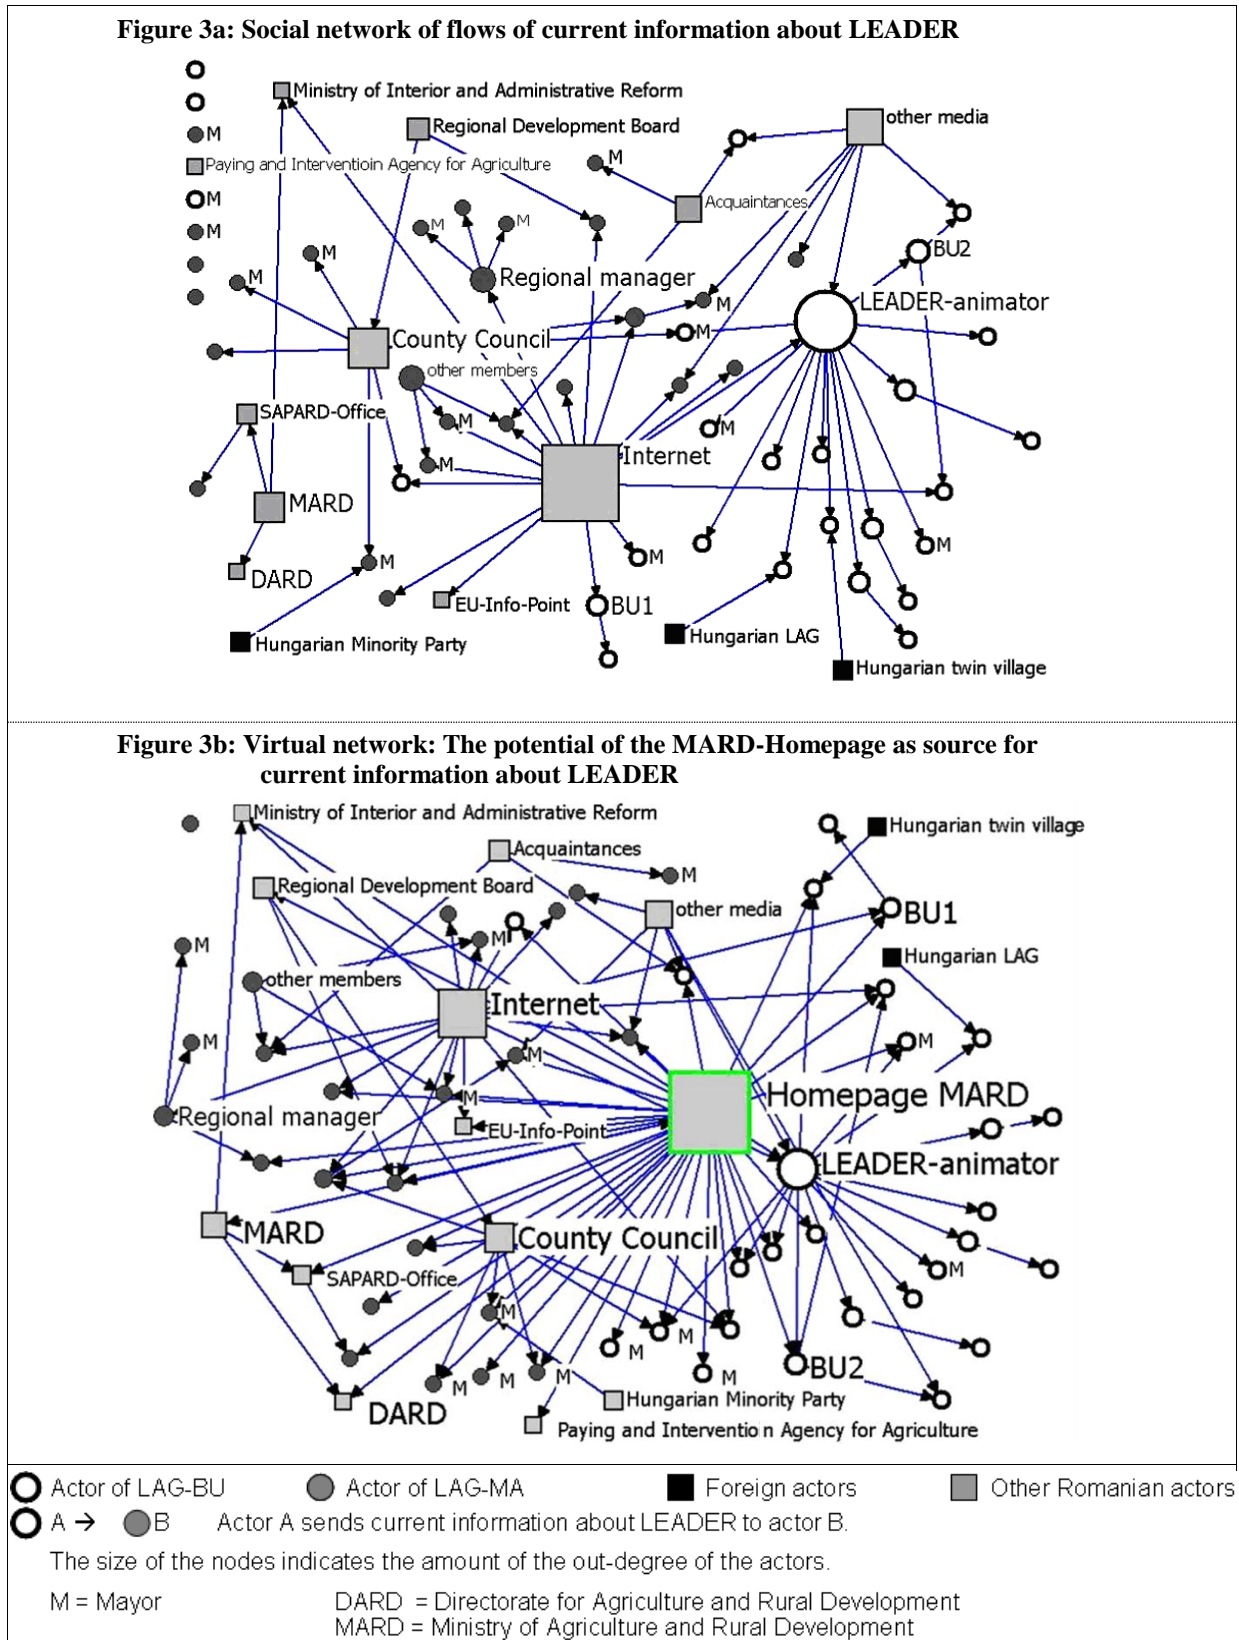 Figure 3a: Social network of flows of current information about LEADER
Ministry of Interior and Administrative Reform
other media
Regional Development Board
M
M
Paying and Interventioin Agency for Agriculture
M
Acquaintances
M
M
M
BU2
M
M
Regional manager
LEADER-animator
M
County Council
M
other members
SAPARD-Office
M
M
Internet
M
MARD
M
M
M
DARD
EU-Info-Point
BU1
Hungarian Minority Party
Hungarian LAG
Hungarian twin village
Figure 3b: Virtual network: The potential of the MARD-Homepage as source for
current information about LEADER
Ministry of Interior and Administrative Reform
Hungarian twin village
Acquaintances
M
Regional Development Board
other media
BU1
M
M
Hungarian LAG
other members
Internet
M
M
M
Homepage MARD
M
Regional manager
EU-Info-Point
LEADER-animator
MARD
County Council
SAPARD-Office
M
M
M
M
BU2
M
M
M
M
Hungarian Minority Party
DARD
Paying and Intervention Agency for Agriculture
Actor of LAG-BU
Actor of LAG-MA
Foreign actors
Other Romanian actors
A → B Actor A sends current information about LEADER to actor B.
The size of the nodes indicates the amount of the out-degree of the actors.
M = Mayor
DARD = Directorate for Agriculture and Rural Development
MARD = Ministry of Agriculture and Rural Development